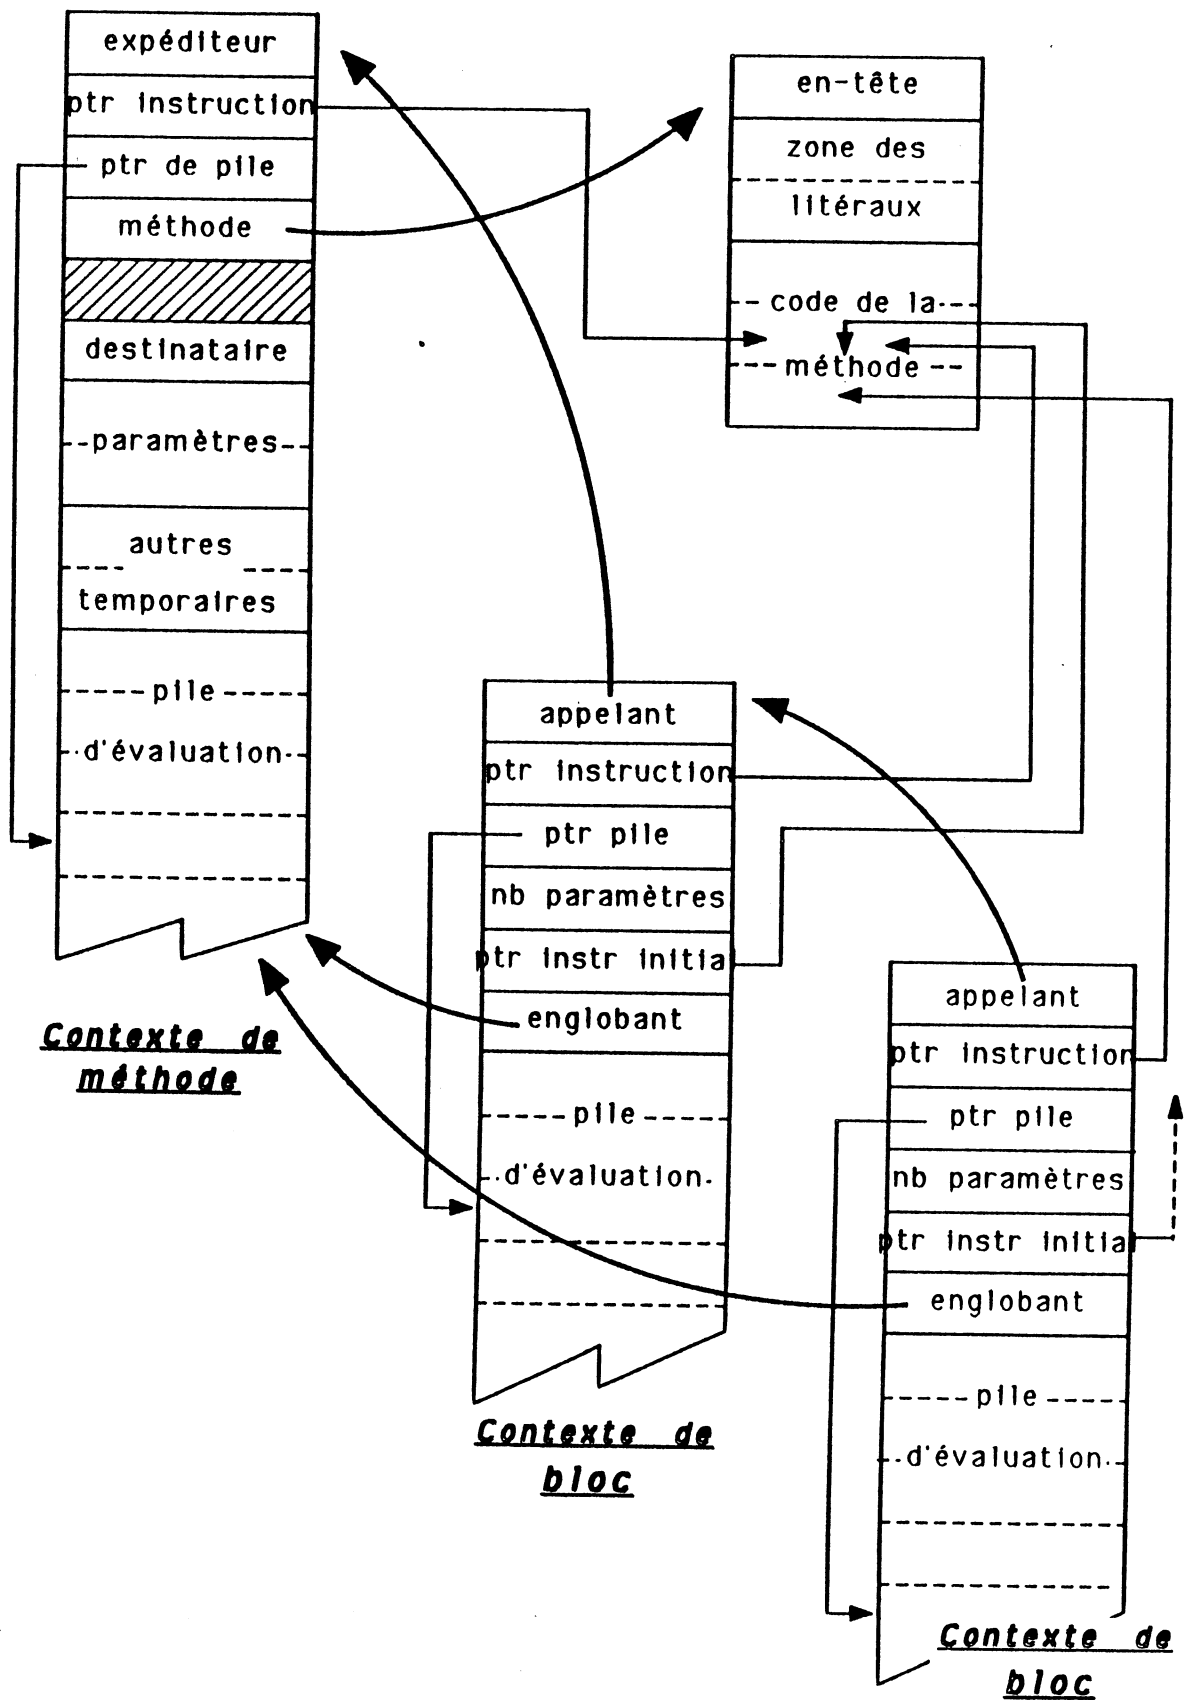 expéditeur
ptr instruction
ptr de pile
méthode
destinataire
paramètres
autres
temporaires
pile
d'évaluation
Contexte de
méthode
en-tête
zone des
litéraux
code de la
méthode
appelant
ptr instruction
ptr pile
nb paramètres
ptr instr initial
englobant
pile
d'évaluation
Contexte de
bloc
appelant
ptr instruction
ptr pile
nb paramètres
ptr instr initial
englobant
pile
d'évaluation
Contexte de
bloc